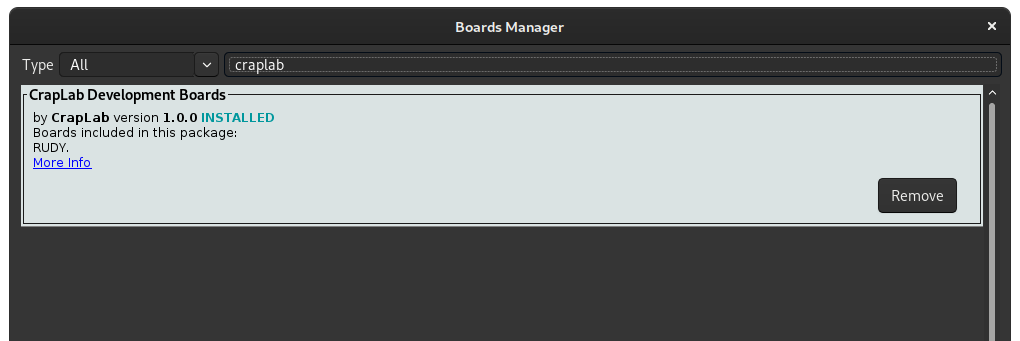 Boards Manager
Type All craplab
CrapLab Development Boards
by CrapLab version 1.0.0 INSTALLED
Boards included in this package:
RUDY.
More Info
Remove